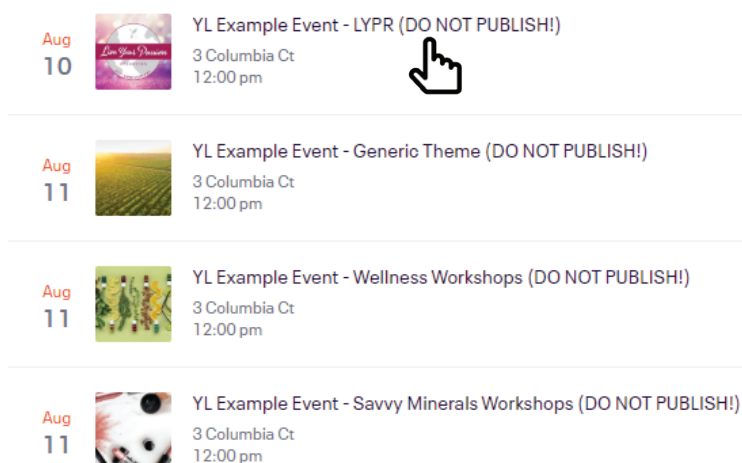 Aug
10
Live Your Passion
YL Example Event - LYPR (DO NOT PUBLISH!)
3 Columbia Ct
12:00 pm
Aug
11
YL Example Event - Generic Theme (DO NOT PUBLISH!)
3 Columbia Ct
12:00 pm
Aug
11
YL Example Event - Wellness Workshops (DO NOT PUBLISH!)
3 Columbia Ct
12:00 pm
Aug
11
YL Example Event - Savvy Minerals Workshops (DO NOT PUBLISH!)
3 Columbia Ct
12:00 pm